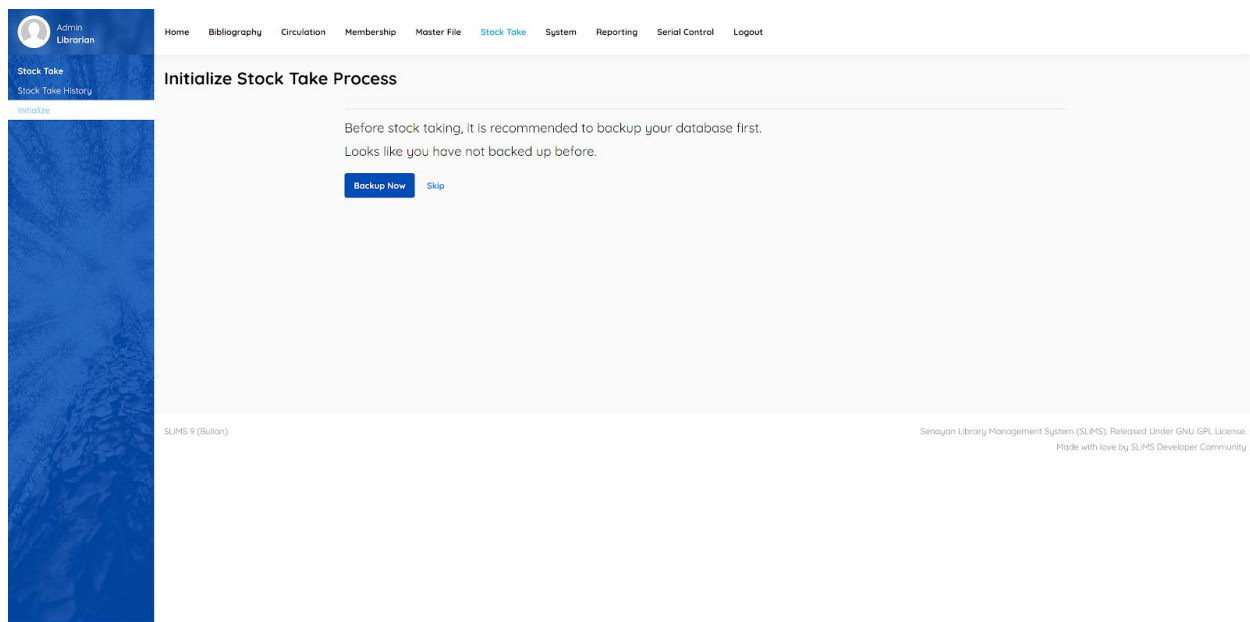 Admin
Librarian
Home Bibliography Circulation Membership Master File Stock Take System Reporting Serial Control Logout
Stock Take
Stock Take History
Initialize
Initialize Stock Take Process
Before stock taking, it is recommended to backup your database first.
Looks like you have not backed up before.
Backup Now Skip
SLiMS 9 (Bulian)
Senayan Library Management System (SLiMS). Released Under GNU GPL License.
Made with love by SLiMS Developer Community